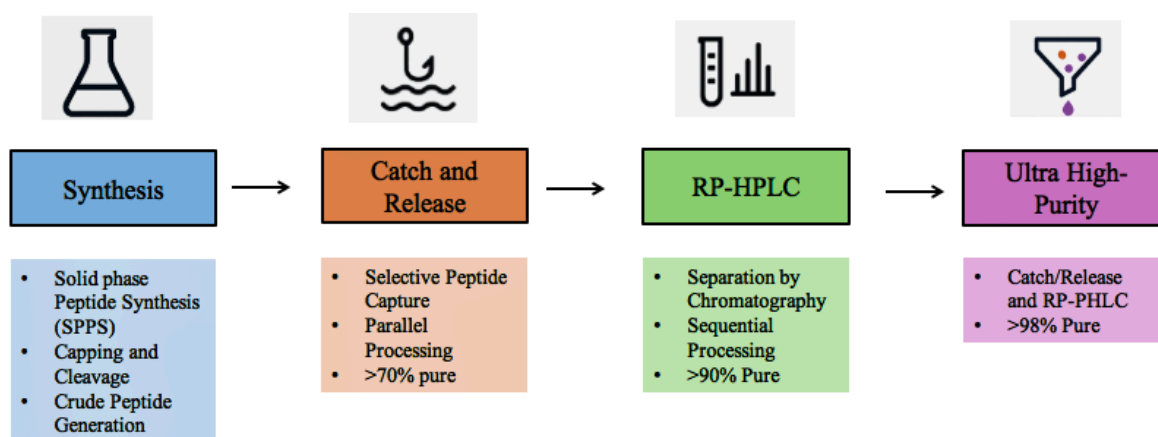 Synthesis
Catch and
Release
RP-HPLC
Ultra High-
Purity
• Solid phase
Peptide Synthesis
(SPPS)
• Capping and
Cleavage
• Crude Peptide
Generation
• Selective Peptide
Capture
• Parallel
Processing
• >70% pure
• Separation by
Chromatography
• Sequential
Processing
• >90% Pure
• Catch/Release
and RP-PHLC
• >98% Pure